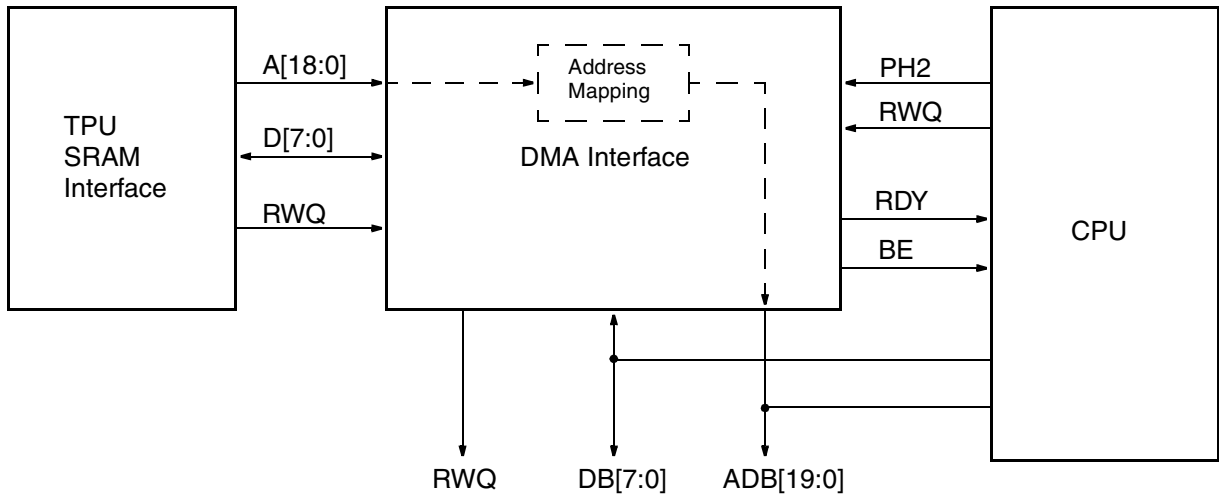 TPU
SRAM
Interface
A[18:0]
D[7:0]
RWQ
Address
Mapping
DMA Interface
PH2
RWQ
RDY
BE
CPU
RWQ
DB[7:0]
ADB[19:0]